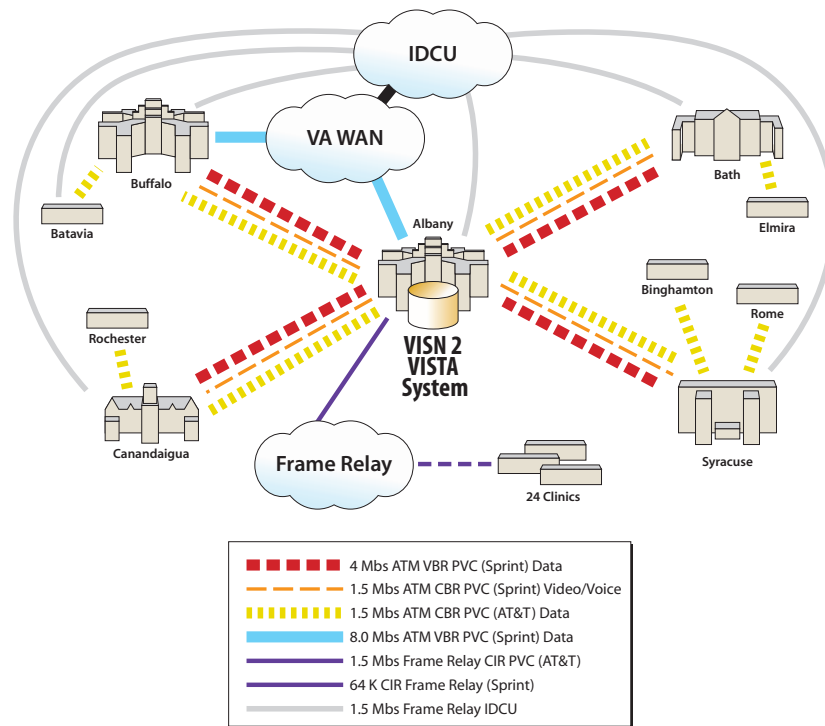 IDCU
VA WAN
Buffalo
Bath
Batavia
Albany
Elmira
Binghamton
Rome
Rochester
VISN 2
VISTA
System
Canandaigua
Frame Relay
24 Clinics
Syracuse
4 Mbs ATM VBR PVC (Sprint) Data
1.5 Mbs ATM CBR PVC (Sprint) Video/Voice
1.5 Mbs ATM CBR PVC (AT&T) Data
8.0 Mbs ATM VBR PVC (Sprint) Data
1.5 Mbs Frame Relay CIR PVC (AT&T)
64 K CIR Frame Relay (Sprint)
1.5 Mbs Frame Relay IDCU